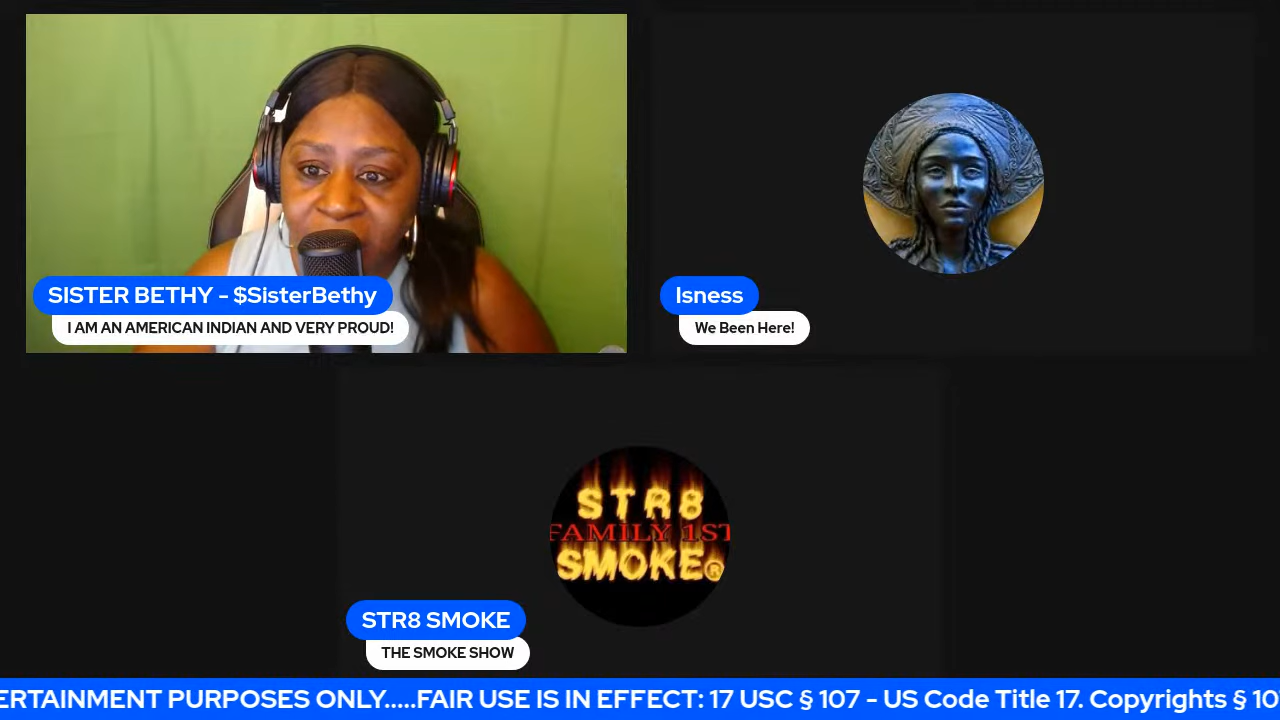 SISTER BETHY - $SisterBethy
I AM AN AMERICAN INDIAN AND VERY PROUD!
Isness
We Been Here!
STR8
FAMILY 1ST
SMOKE®
STR8 SMOKE
THE SMOKE SHOW
ERTAINMENT PURPOSES ONLY.....FAIR USE IS IN EFFECT: 17 USC § 107 - US Code Title 17. Copyrights § 10